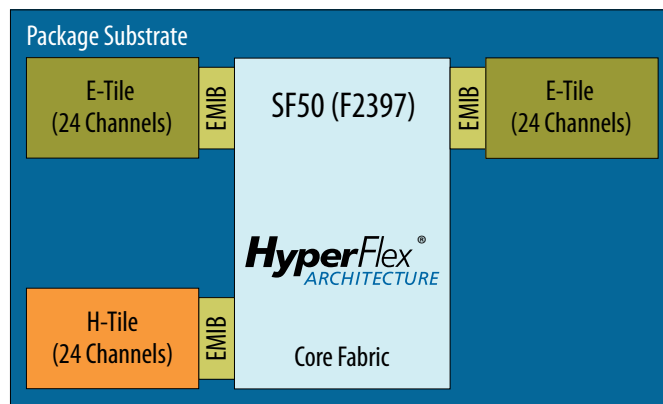 Package Substrate
E-Tile
(24 Channels)
EMIB
SF50 (F2397)
EMIB
E-Tile
(24 Channels)
HyperFlex®
ARCHITECTURE
H-Tile
(24 Channels)
EMIB
Core Fabric